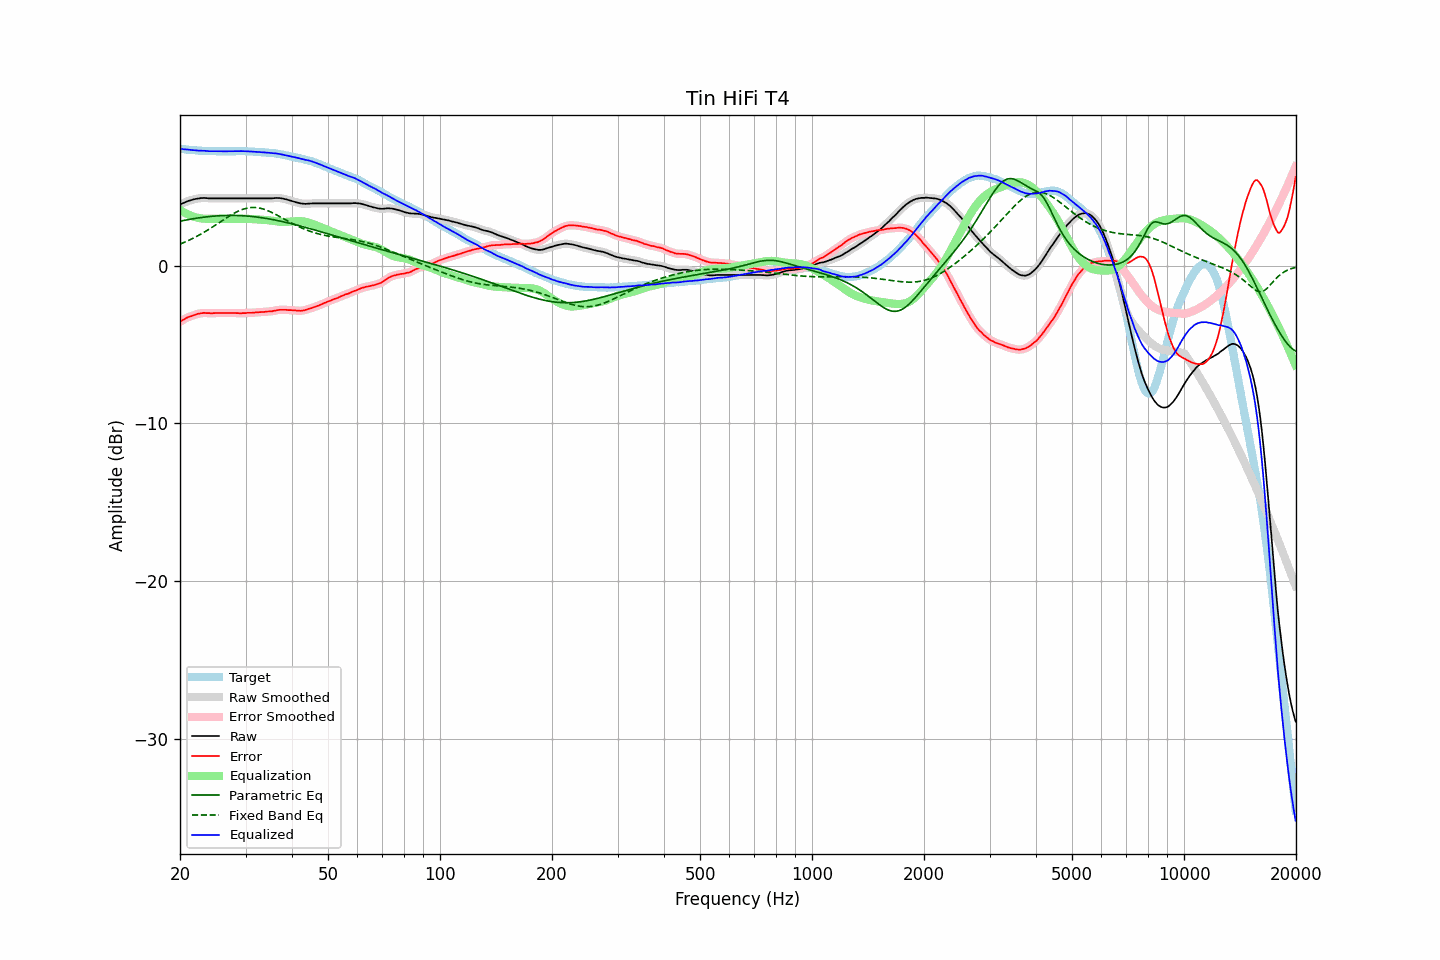 Tin HiFi T4
Amplitude (dBr)
0
−10
−20
−30
Target
Raw Smoothed
Error Smoothed
Raw
Error
Equalization
Parametric Eq
Fixed Band Eq
Equalized
20 50 100 200 500 1000 2000 5000 10000 20000
Frequency (Hz)